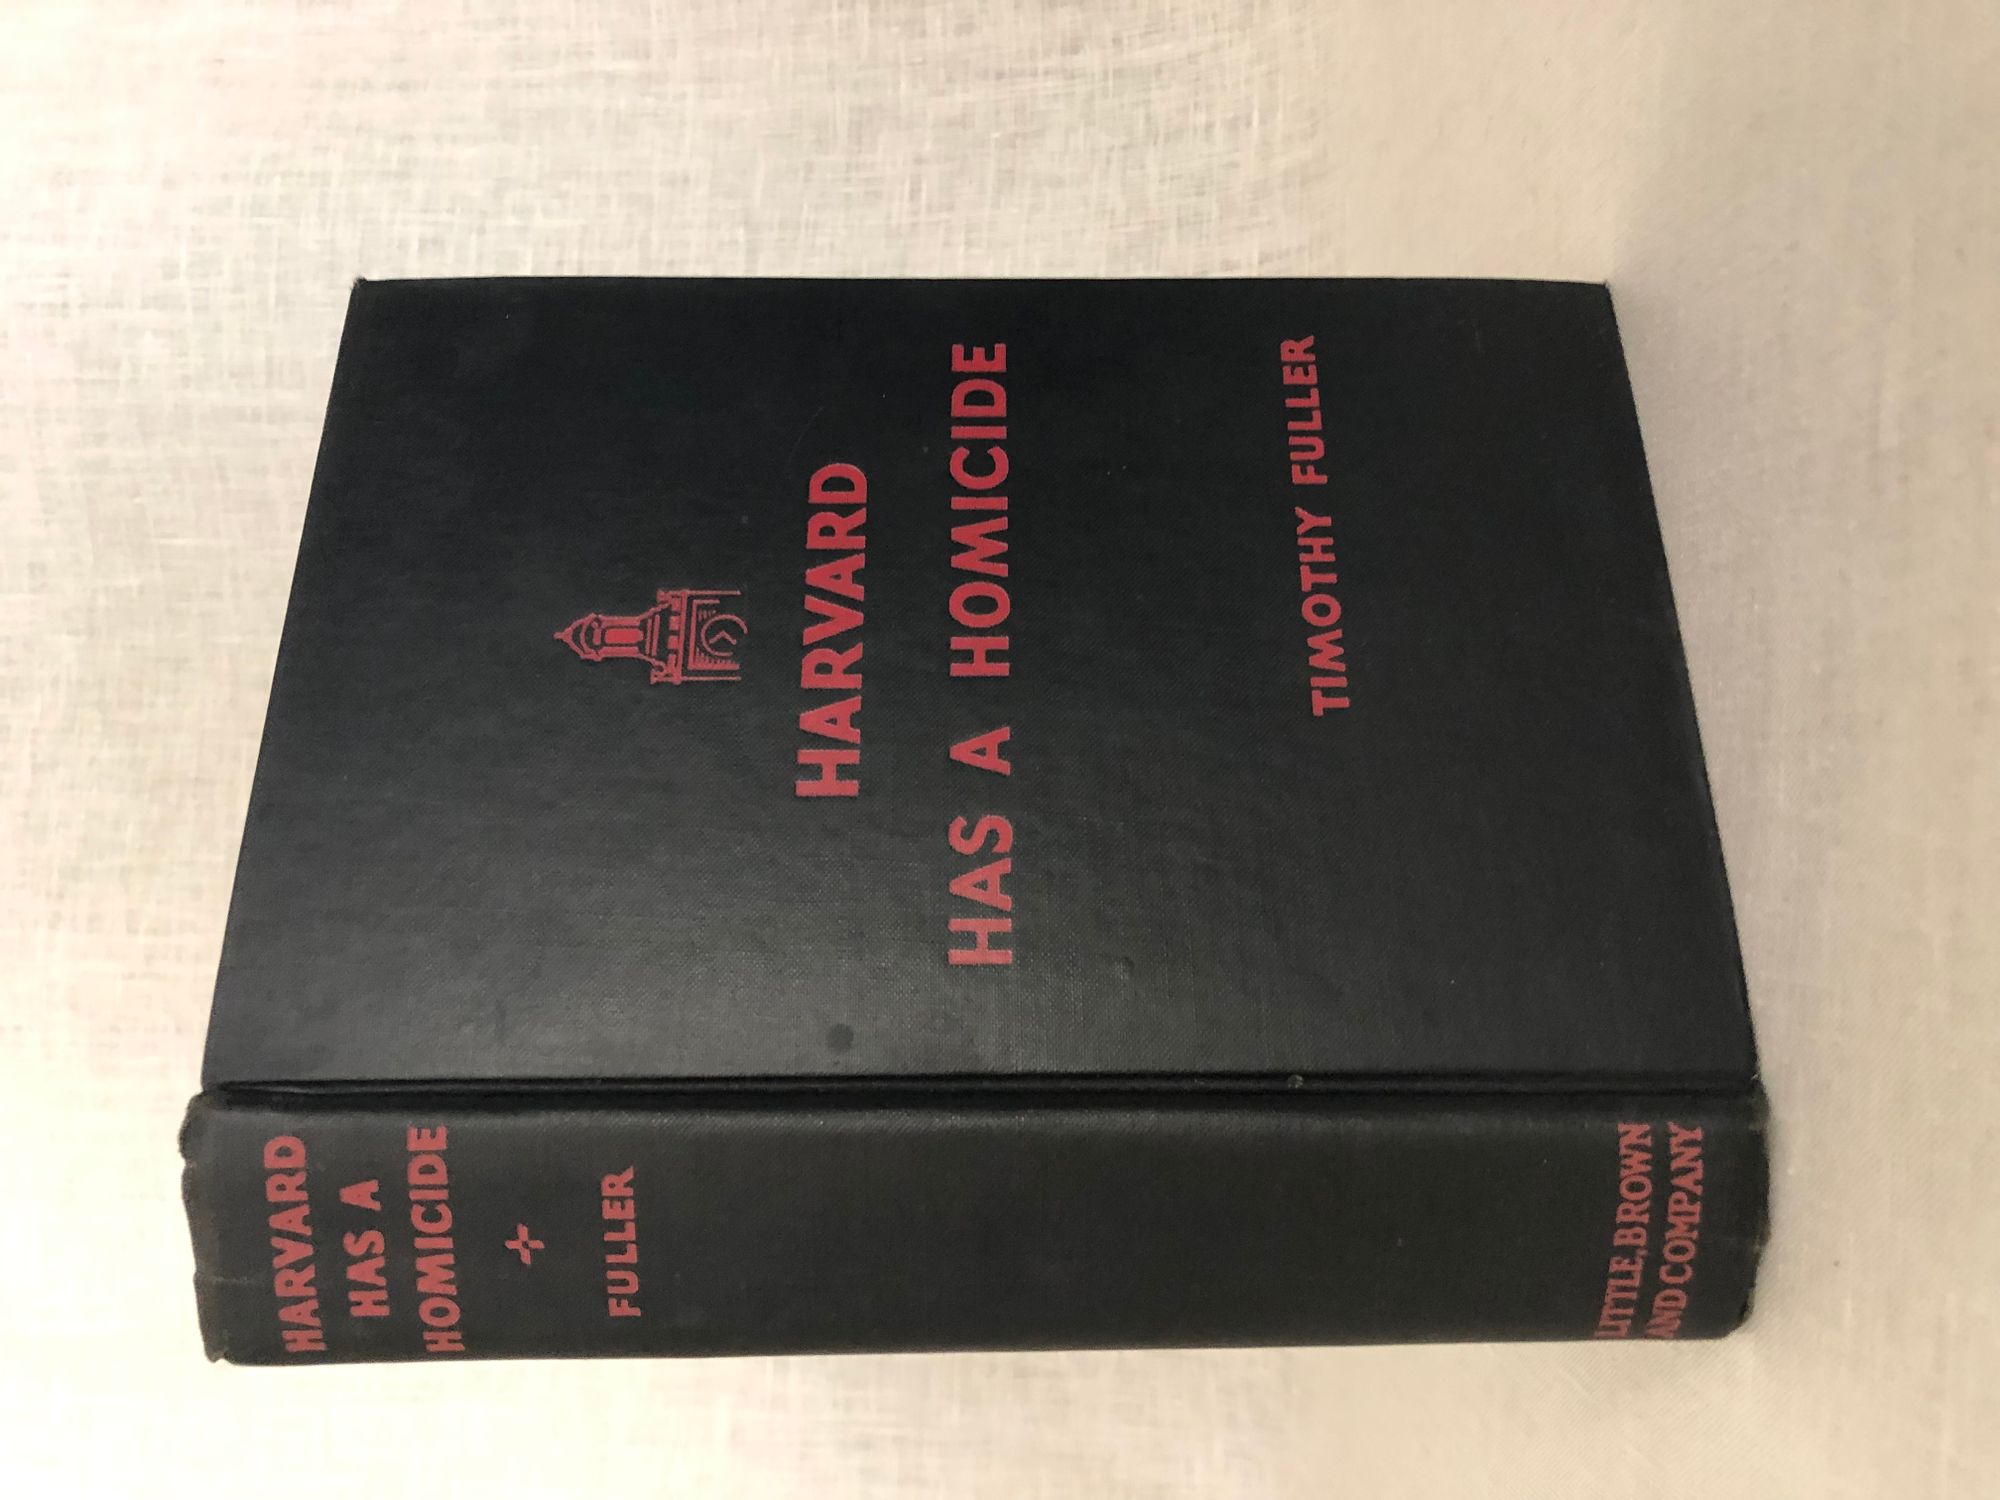 HARVARD
HAS A HOMICIDE
TIMOTHY FULLER
HARVARD
HAS A
HOMICIDE
FULLER
LITTLE, BROWN
AND COMPANY